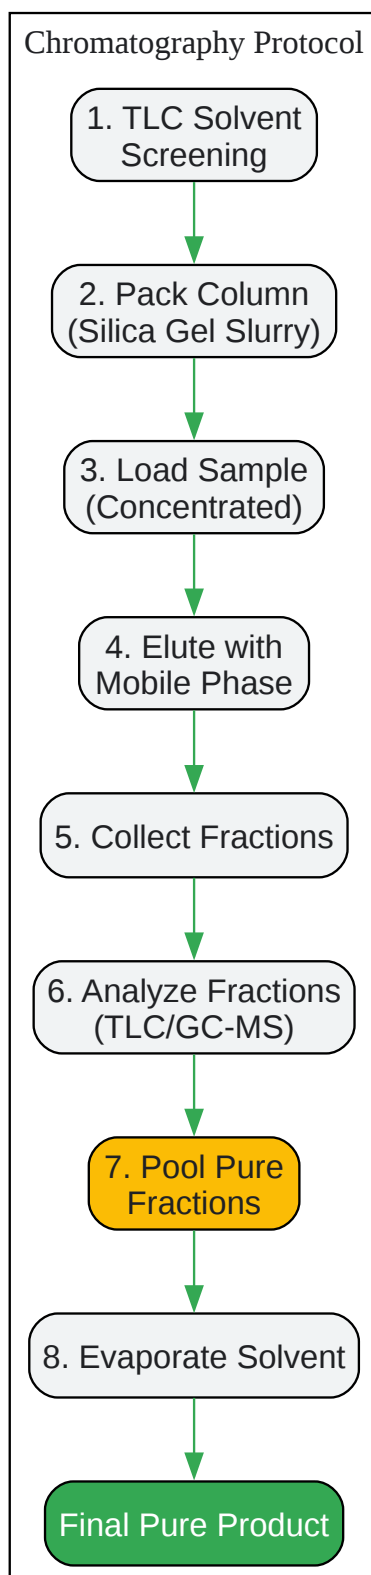 Chromatography Protocol
1. TLC Solvent
Screening
2. Pack Column
(Silica Gel Slurry)
3. Load Sample
(Concentrated)
4. Elute with
Mobile Phase
5. Collect Fractions
6. Analyze Fractions
(TLC/GC-MS)
7. Pool Pure
Fractions
8. Evaporate Solvent
Final Pure Product